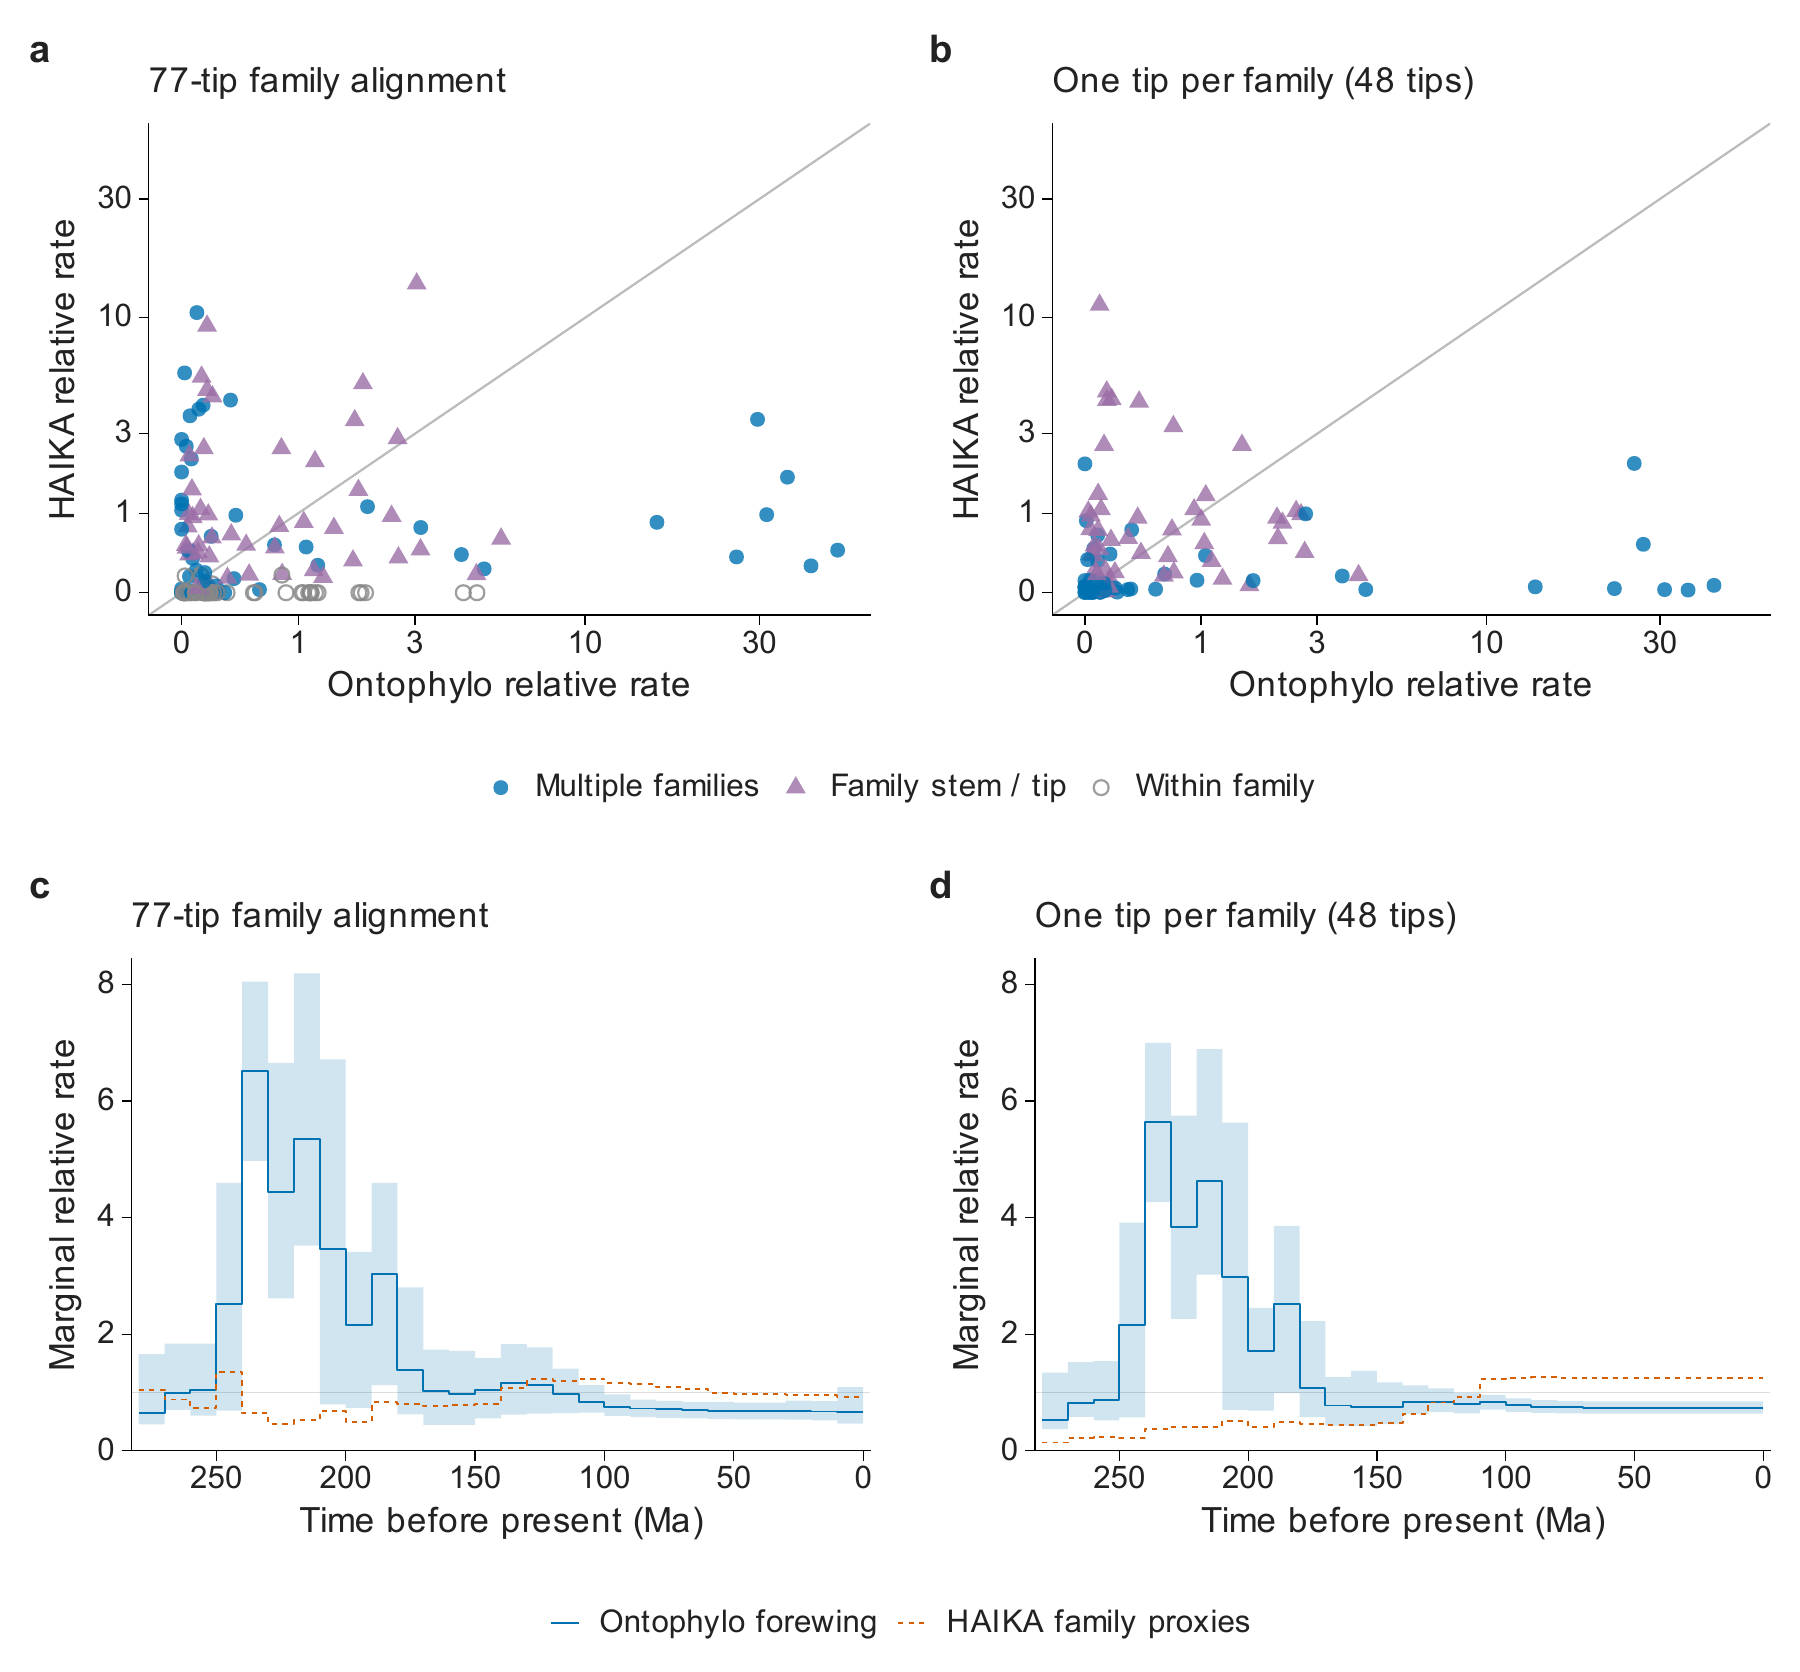 a
77-tip family alignment
HAIKA relative rate
30
10
3
1
0
0 1 3 10 30
Ontophylo relative rate
b
One tip per family (48 tips)
HAIKA relative rate
30
10
3
1
0
0 1 3 10 30
Ontophylo relative rate
Multiple families Family stem / tip Within family
c
77-tip family alignment
Marginal relative rate
8
6
4
2
0
250 200 150 100 50 0
Time before present (Ma)
d
One tip per family (48 tips)
Marginal relative rate
8
6
4
2
0
250 200 150 100 50 0
Time before present (Ma)
Ontophylo forewing HAIKA family proxies